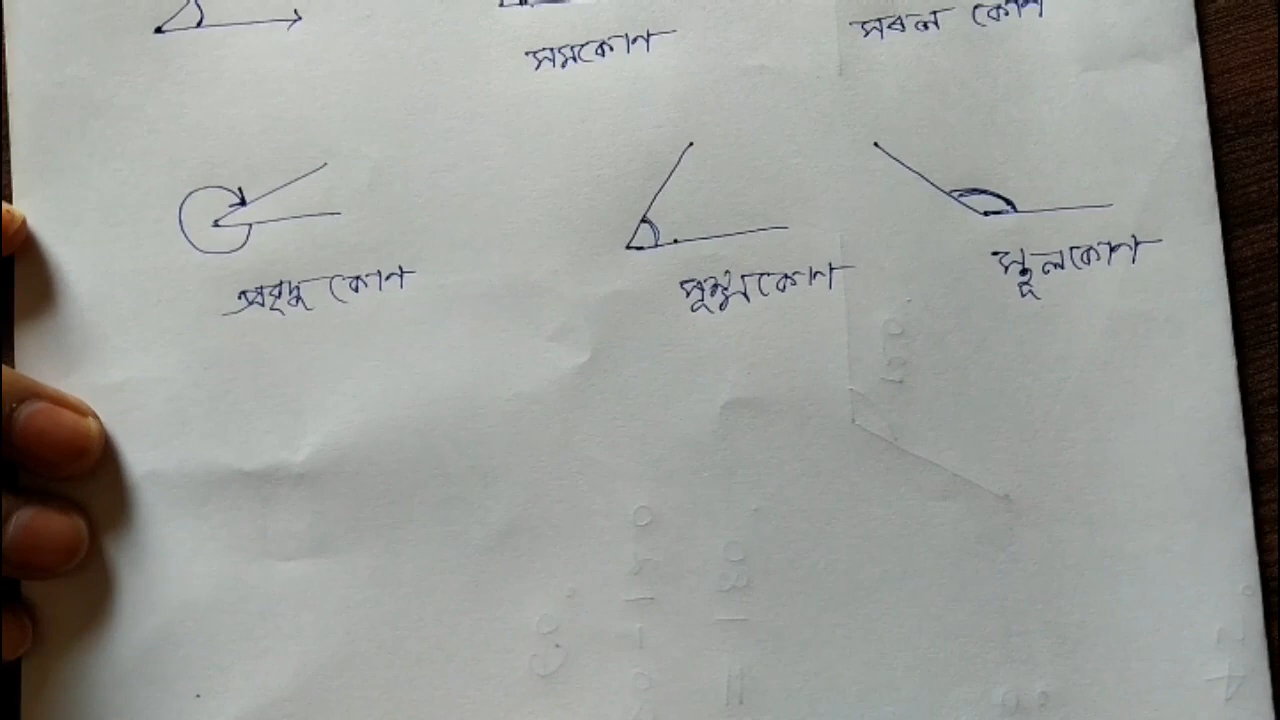 সমকোণ
সরল কোণ
প্রবৃদ্ধ কোণ
সূক্ষ্মকোণ
স্থূলকোণ